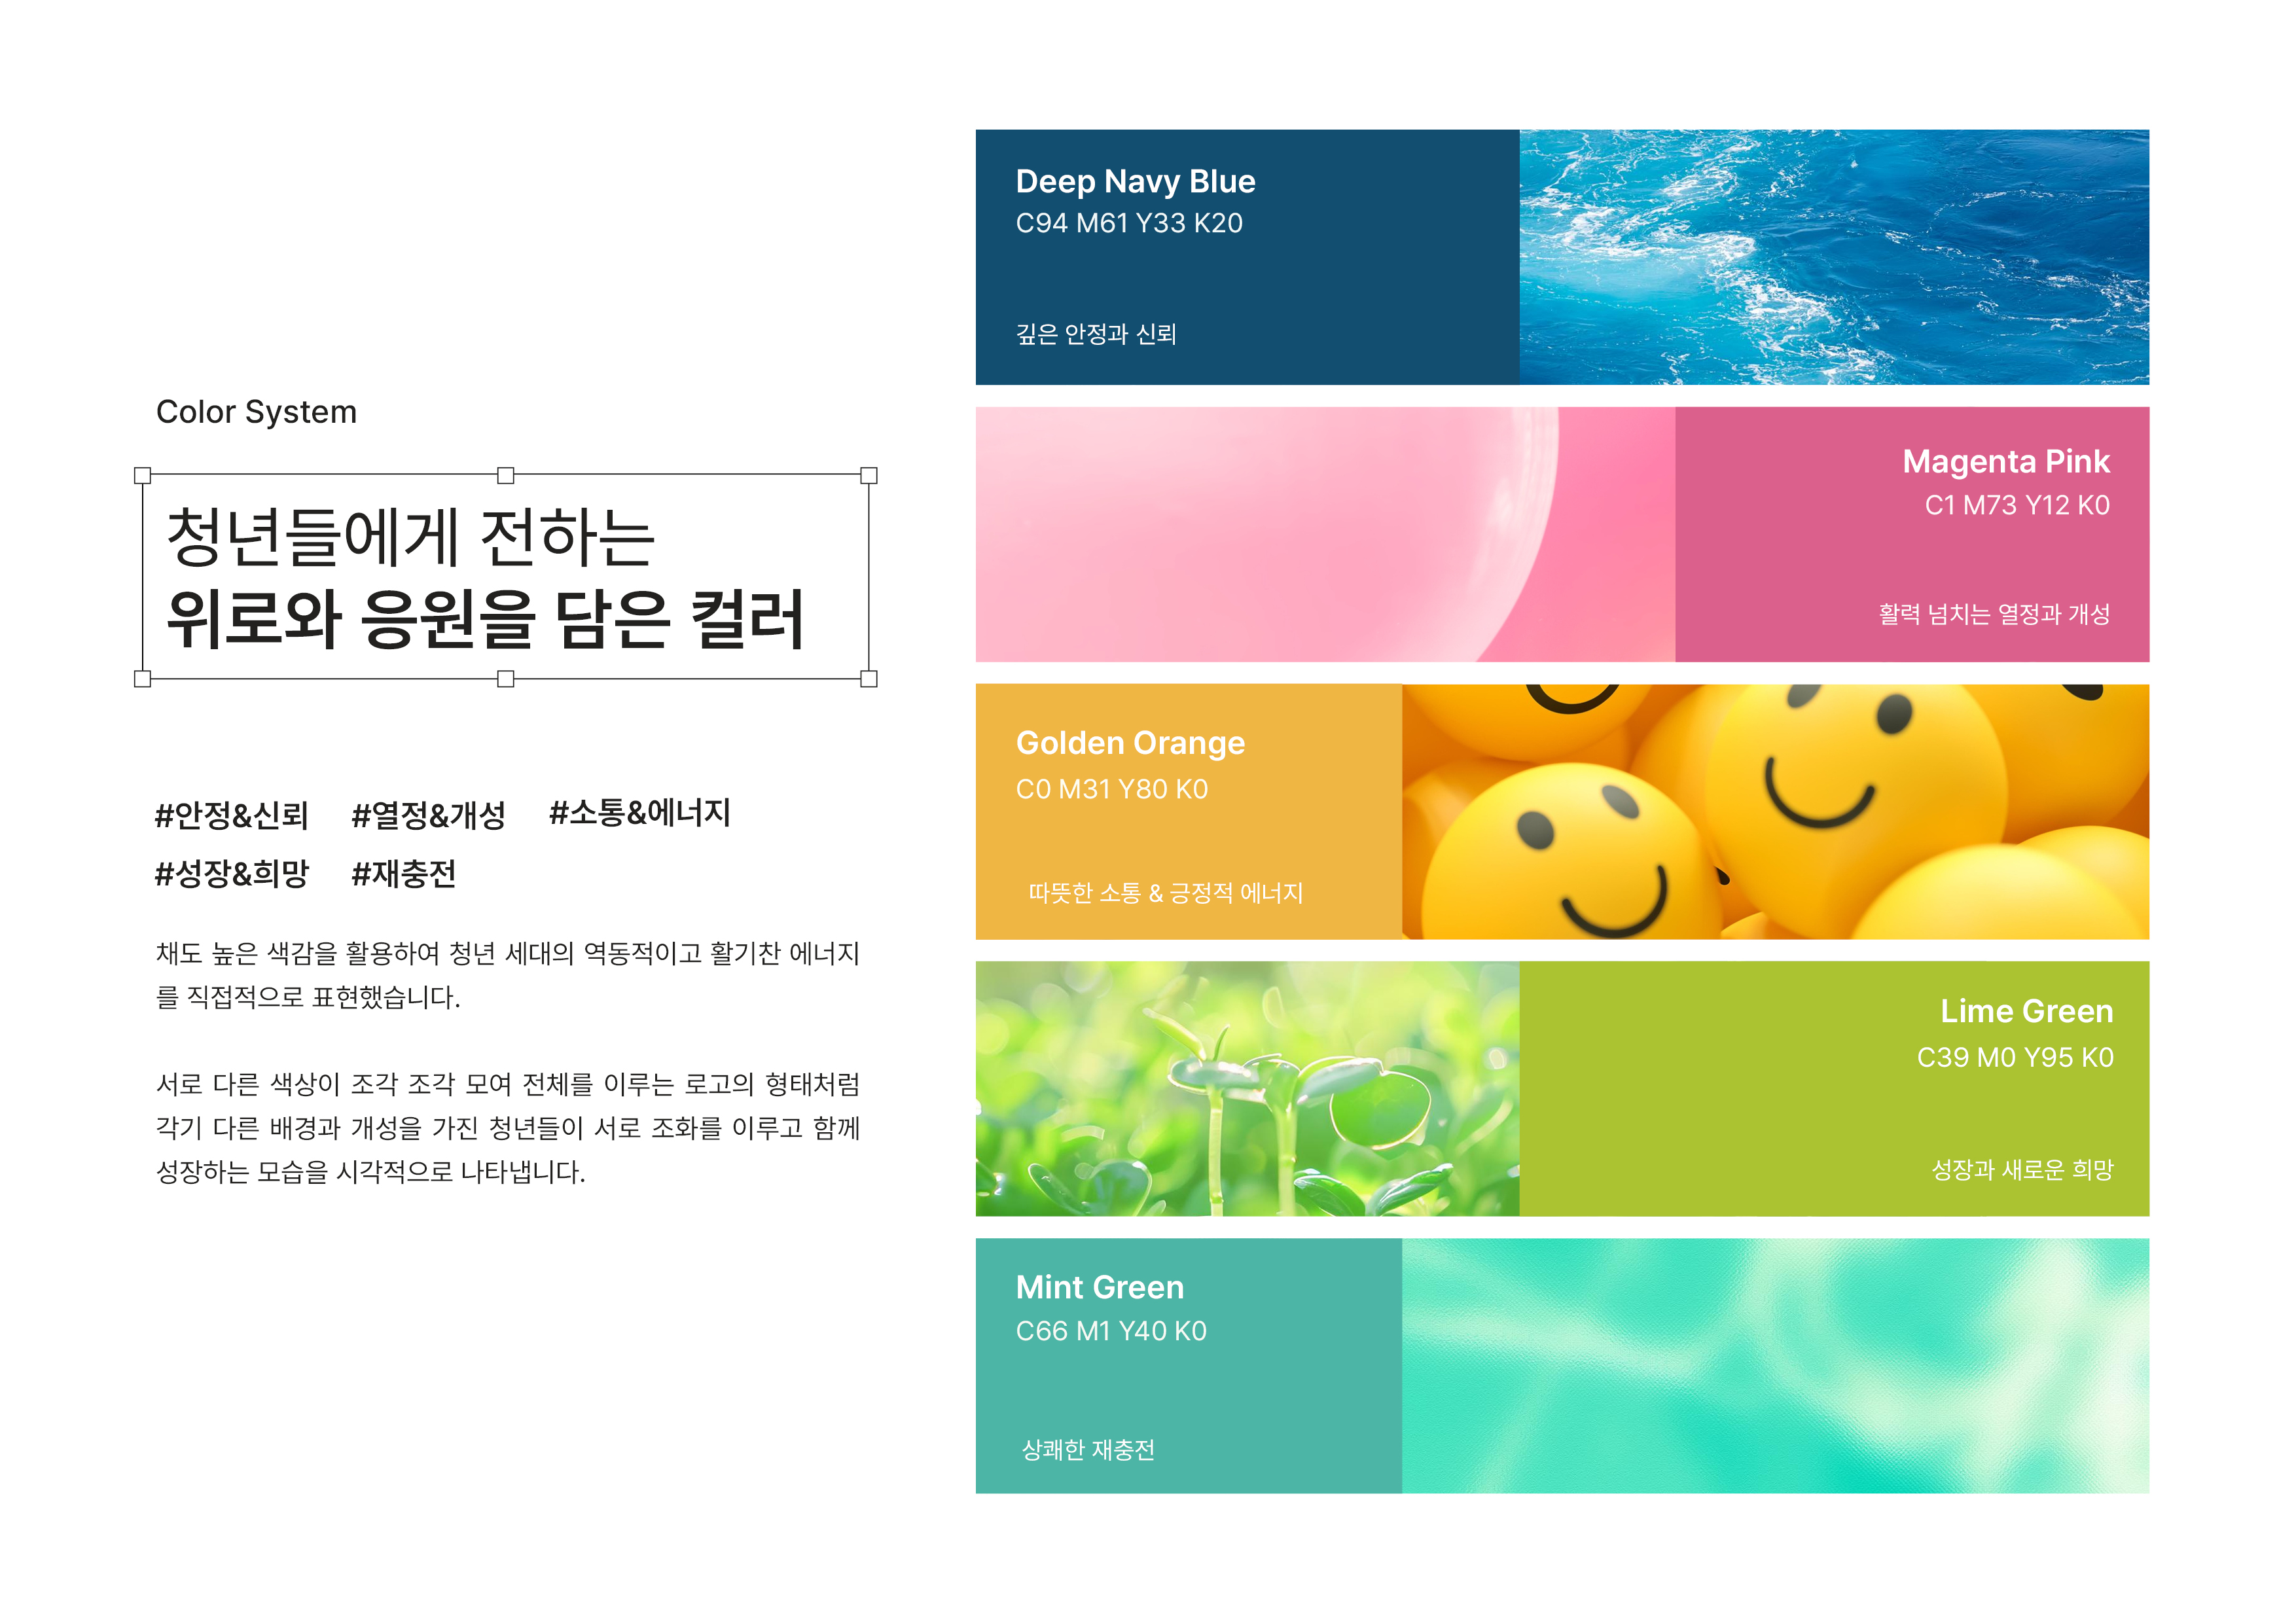 Color System
청년들에게 전하는
위로와 응원을 담은 컬러
#안정&신뢰 #열정&개성 #소통&에너지
#성장&희망 #재충전
채도 높은 색감을 활용하여 청년 세대의 역동적이고 활기찬 에너지
를 직접적으로 표현했습니다.
서로 다른 색상이 조각 조각 모여 전체를 이루는 로고의 형태처럼
각기 다른 배경과 개성을 가진 청년들이 서로 조화를 이루고 함께
성장하는 모습을 시각적으로 나타냅니다.
Deep Navy Blue
C94 M61 Y33 K20
깊은 안정과 신뢰
Magenta Pink
C1 M73 Y12 K0
활력 넘치는 열정과 개성
Golden Orange
C0 M31 Y80 K0
따뜻한 소통 & 긍정적 에너지
Lime Green
C39 M0 Y95 K0
성장과 새로운 희망
Mint Green
C66 M1 Y40 K0
상쾌한 재충전